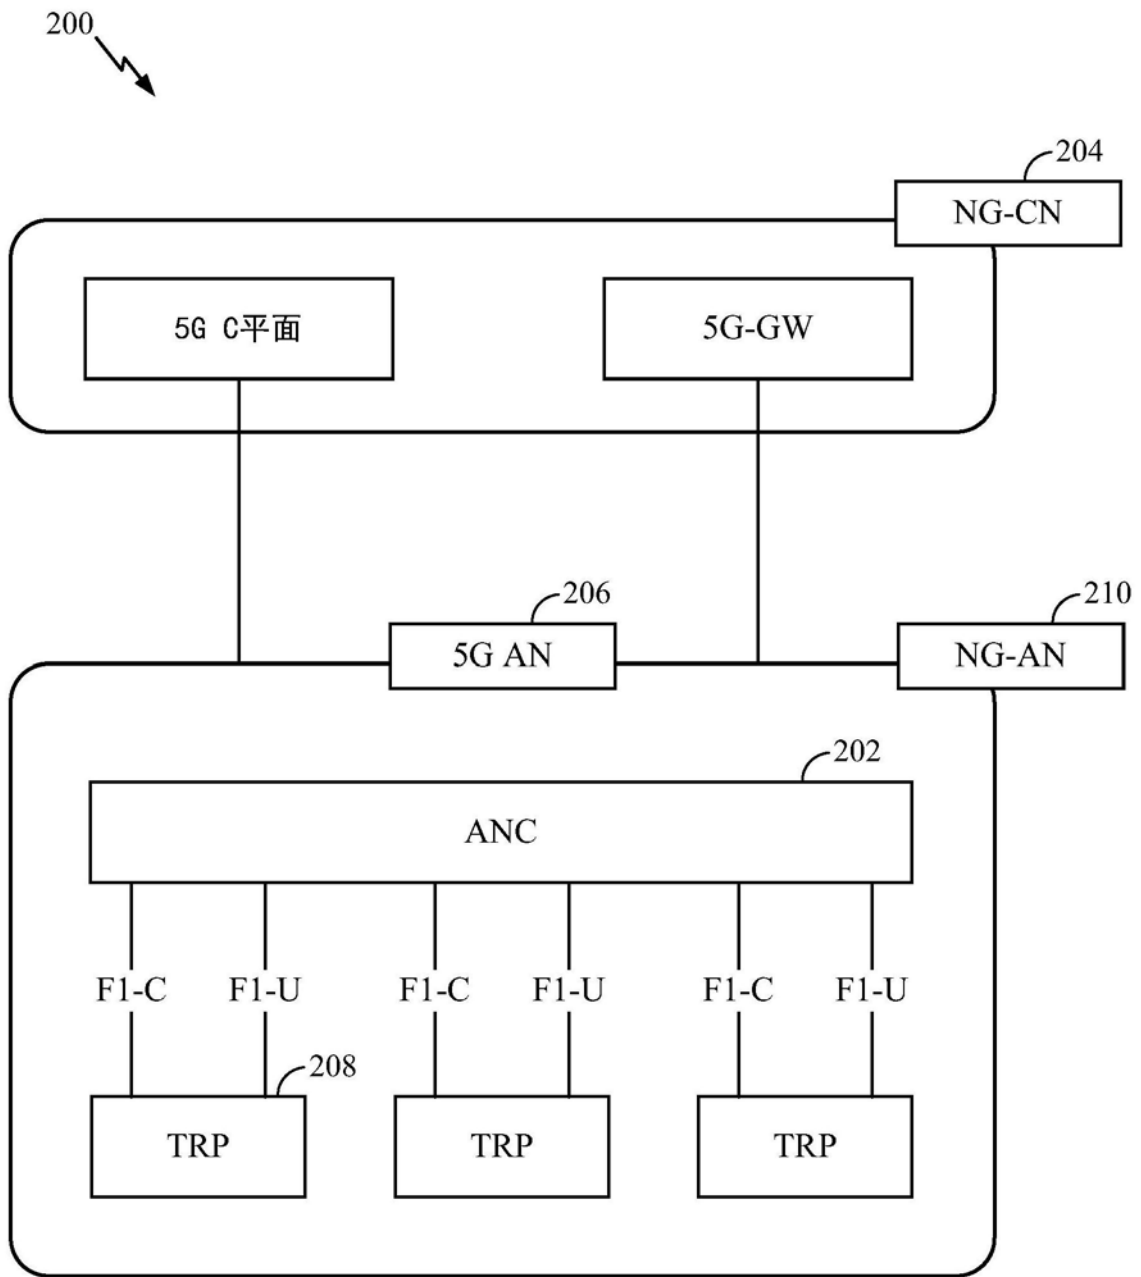 200
204
NG-CN
5G C平面
5G-GW
206
210
5G AN
NG-AN
202
ANC
F1-C F1-U F1-C F1-U F1-C F1-U
208
TRP TRP TRP